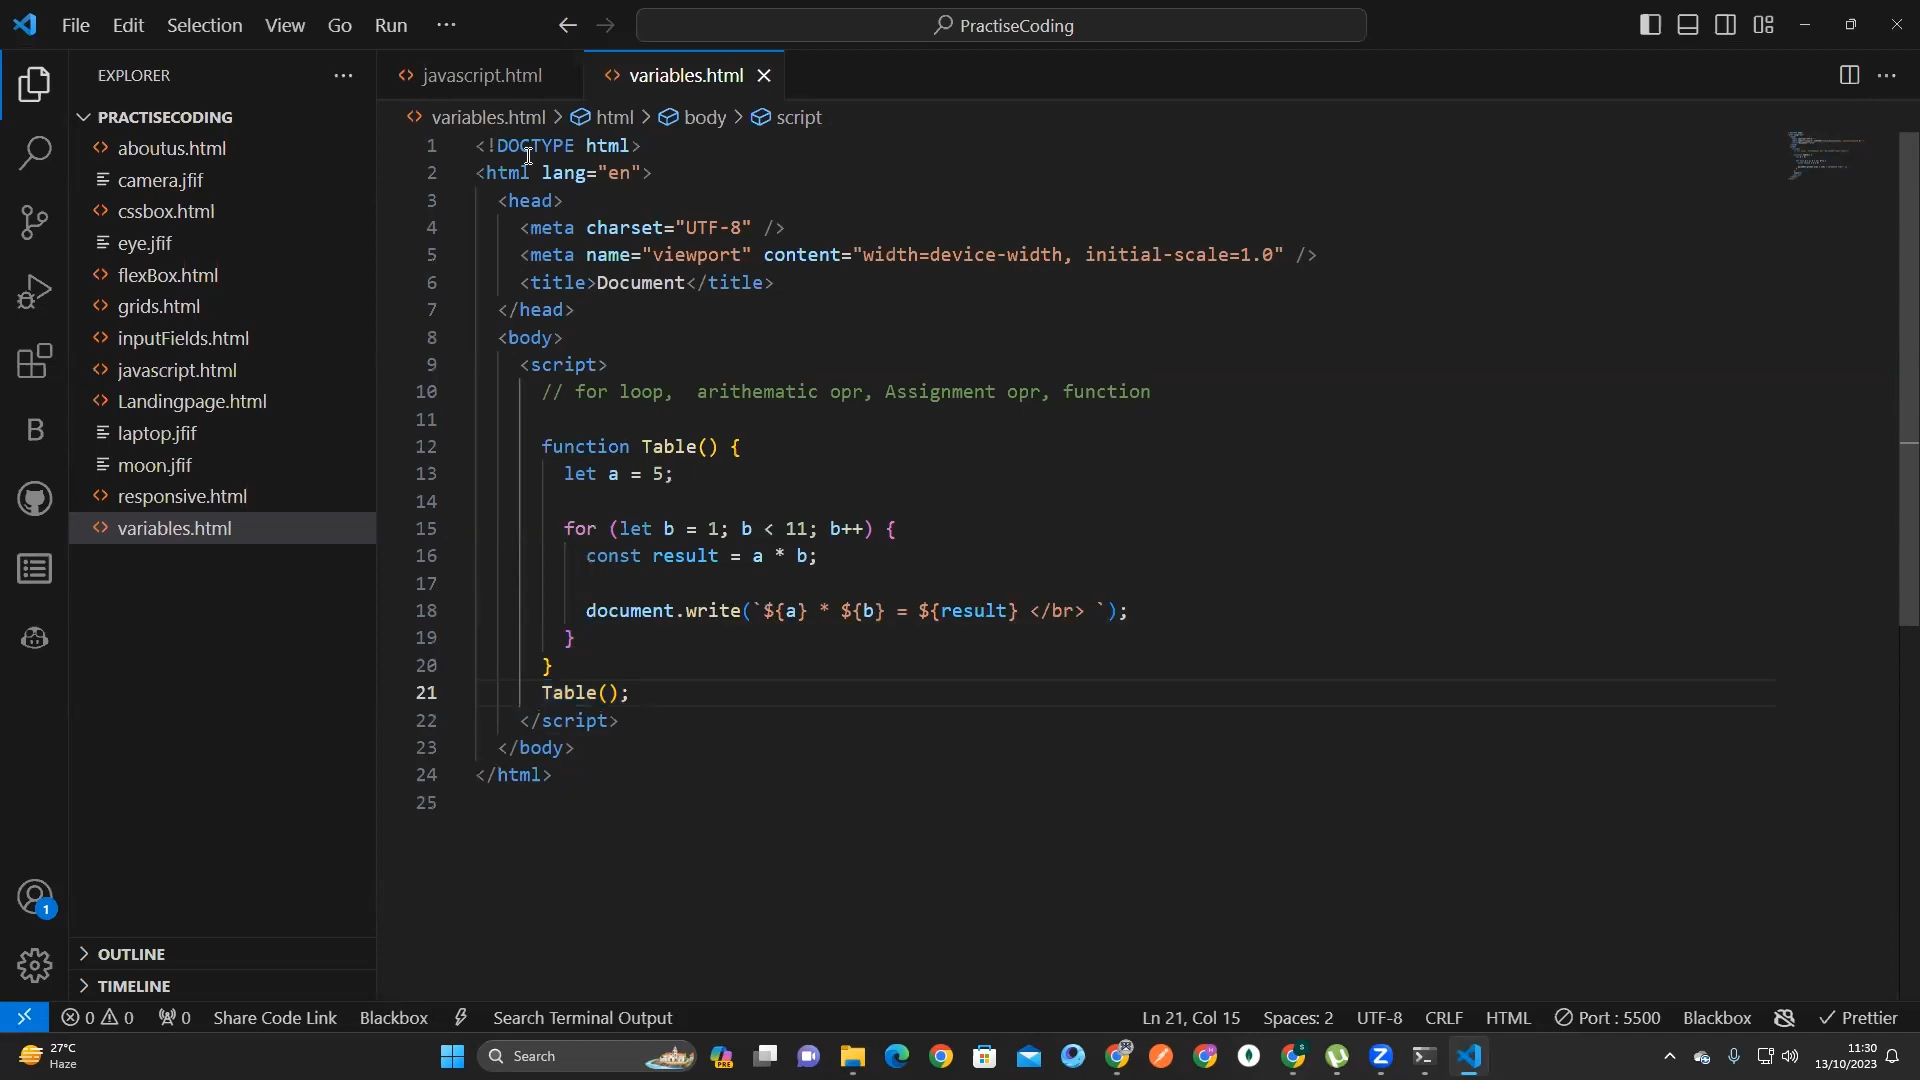 File Edit Selection View Go Run ···
PractiseCoding
EXPLORER
javascript.html
variables.html
PRACTISECODING
variables.html > html > body > script
aboutus.html
camera.jfif
cssbox.html
eye.jfif
flexBox.html
grids.html
inputFields.html
javascript.html
Landingpage.html
laptop.jfif
moon.jfif
responsive.html
variables.html
OUTLINE
TIMELINE
1 <!DOCTYPE html>
2 <html lang="en">
3 <head>
4 <meta charset="UTF-8" />
5 <meta name="viewport" content="width=device-width, initial-scale=1.0" />
6 <title>Document</title>
7 </head>
8 <body>
9 <script>
10 // for loop,  arithematic opr, Assignment opr, function
11
12 function Table() {
13 let a = 5;
14
15 for (let b = 1; b < 11; b++) {
16 const result = a * b;
17
18 document.write(`${a} * ${b} = ${result} </br> `);
19 }
20 }
21 Table();
22 </script>
23 </body>
24 </html>
25
B
1
0 0 0 Share Code Link Blackbox Search Terminal Output Ln 21, Col 15 Spaces: 2 UTF-8 CRLF HTML Port : 5500 Blackbox Prettier
27°C
Haze
Search
PRE
11:30
13/10/2023